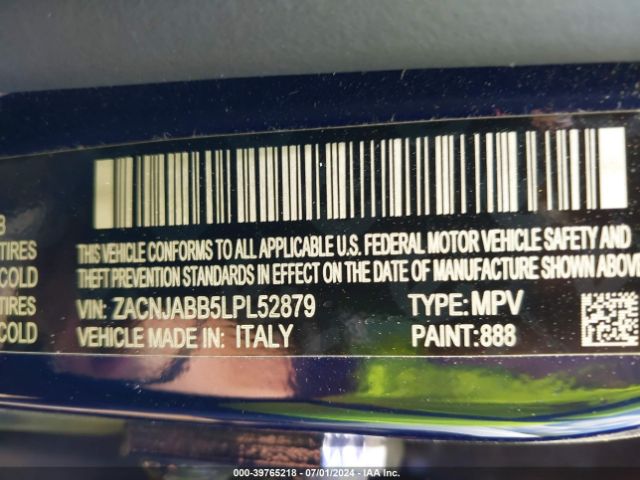 B
TIRES
COLD
TIRES
COLD
THIS VEHICLE CONFORMS TO ALL APPLICABLE U.S. FEDERAL MOTOR VEHICLE SAFETY AND
THEFT PREVENTION STANDARDS IN EFFECT ON THE DATE OF MANUFACTURE SHOWN ABOVE
VIN: ZACNJABB5LPL52879 TYPE: MPV
VEHICLE MADE IN: ITALY PAINT: 888
000-39765218 - 07/01/2024 - IAA Inc.